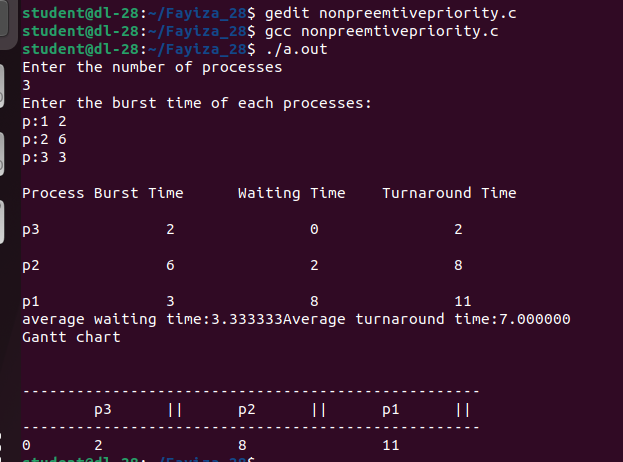 student@dl-28:~/Fayiza_28$ gedit nonpreemtivepriority.c
student@dl-28:~/Fayiza_28$ gcc nonpreemtivepriority.c
student@dl-28:~/Fayiza_28$ ./a.out
Enter the number of processes
3
Enter the burst time of each processes:
p:1 2
p:2 6
p:3 3
Process Burst Time      Waiting Time    Turnaround Time
p3              2               0               2
p2              6               2               8
p1              3               8               11
average waiting time:3.333333Average turnaround time:7.000000
Gantt chart
---------------------------------------------------
        p3      ||      p2      ||      p1      ||
---------------------------------------------------
0       2               8               11
student@dl-28:~/Fayiza_28$